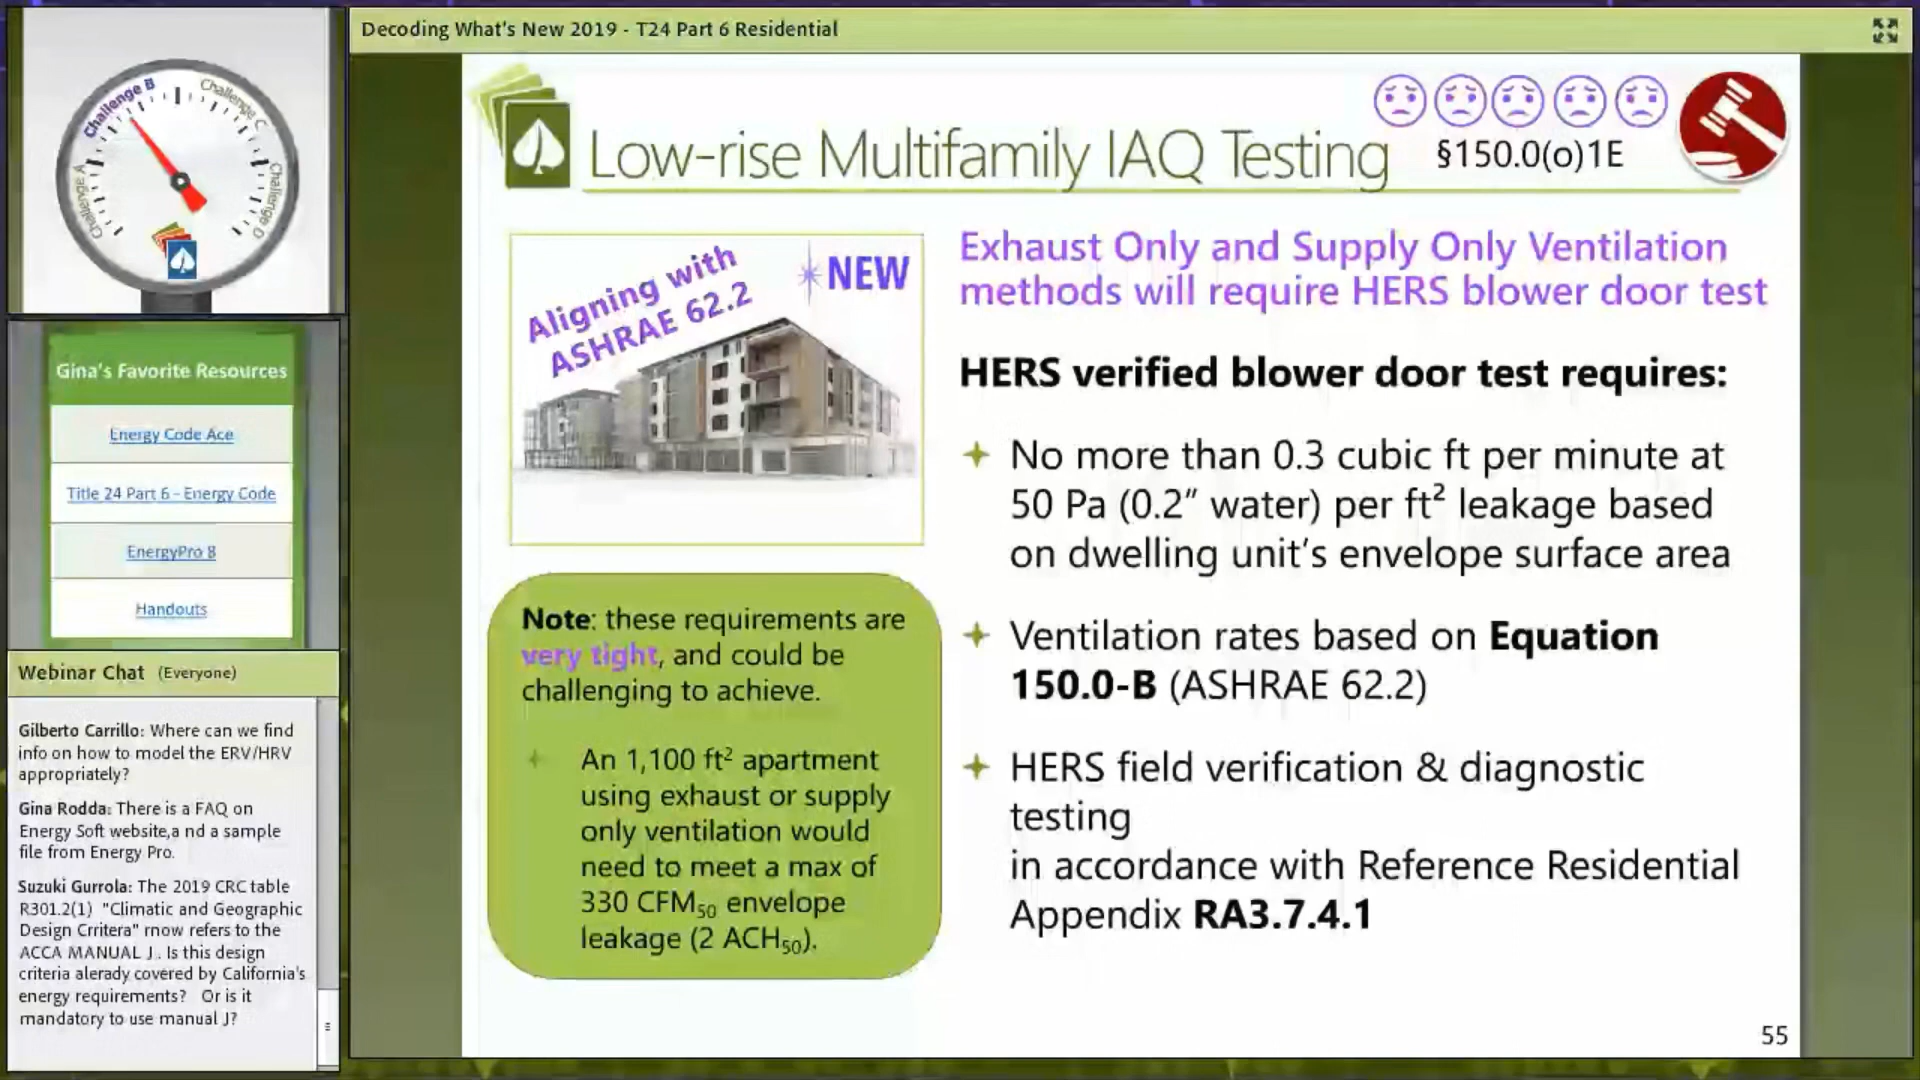 Decoding What's New 2019 - T24 Part 6 Residential
Challenge A
Challenge B
Challenge C
Challenge D
Gina's Favorite Resources
Energy Code Ace
Title 24 Part 6 - Energy Code
EnergyPro 8
Handouts
Webinar Chat (Everyone)
Gilberto Carrillo: Where can we find
info on how to model the ERV/HRV
appropriately?
Gina Rodda: There is a FAQ on
Energy Soft website,a nd a sample
file from Energy Pro.
Suzuki Gurrola: The 2019 CRC table
R301.2(1) "Climatic and Geographic
Design Critera" mow refers to the
ACCA MANUAL J . Is this design
criteria alerady covered by California's
energy requirements? Or is it
mandatory to use manual J?
Low-rise Multifamily IAQ Testing
§150.0(o)1E
Aligning with
ASHRAE 62.2
NEW
Note: these requirements are
very tight, and could be
challenging to achieve.
An 1,100 ft² apartment
using exhaust or supply
only ventilation would
need to meet a max of
330 CFM₅₀ envelope
leakage (2 ACH₅₀).
Exhaust Only and Supply Only Ventilation
methods will require HERS blower door test
HERS verified blower door test requires:
No more than 0.3 cubic ft per minute at
50 Pa (0.2” water) per ft² leakage based
on dwelling unit’s envelope surface area
Ventilation rates based on Equation
150.0-B (ASHRAE 62.2)
HERS field verification & diagnostic
testing
in accordance with Reference Residential
Appendix RA3.7.4.1
55